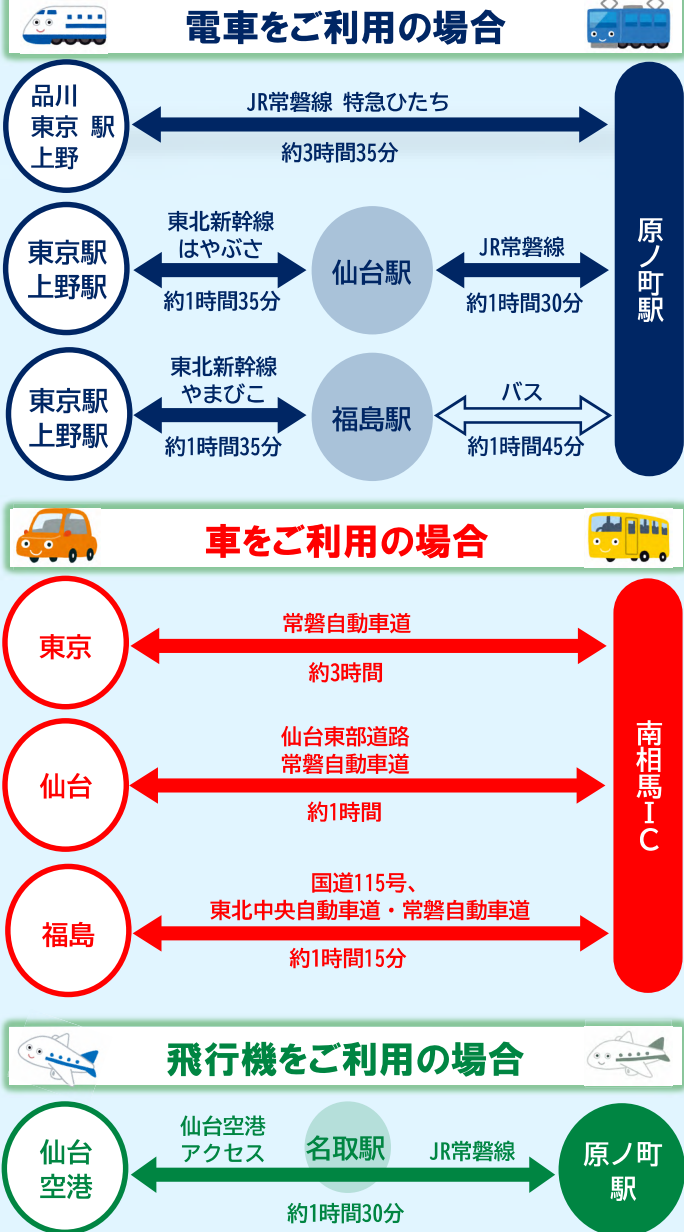 電車をご利用の場合
品川
東京 駅
上野
JR常磐線 特急ひたち
約3時間35分
東京駅
上野駅
東北新幹線
はやぶさ
約1時間35分
仙台駅
JR常磐線
約1時間30分
東京駅
上野駅
東北新幹線
やまびこ
約1時間35分
福島駅
バス
約1時間45分
原ノ町駅
車をご利用の場合
東京
常磐自動車道
約3時間
仙台
仙台東部道路
常磐自動車道
約1時間
福島
国道115号、
東北中央自動車道・常磐自動車道
約1時間15分
南相馬IC
飛行機をご利用の場合
仙台
空港
仙台空港
アクセス
名取駅
JR常磐線
約1時間30分
原ノ町
駅